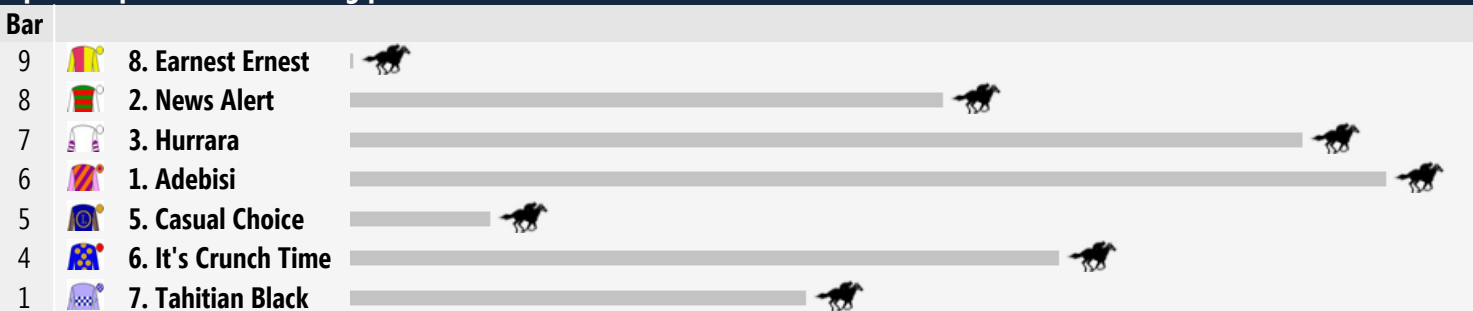 Bar
9 8. Earnest Ernest
8 2. News Alert
7 3. Hurrara
6 1. Adebisi
5 5. Casual Choice
4 6. It's Crunch Time
1 7. Tahitian Black